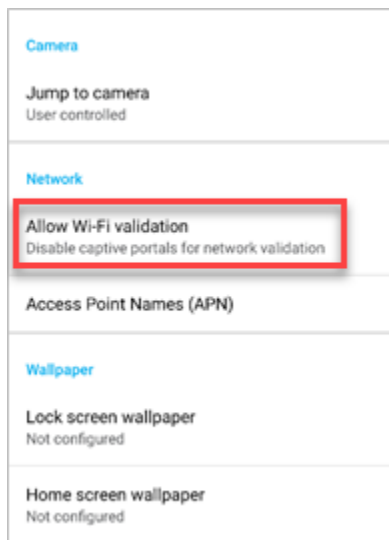 Camera
Jump to camera
User controlled
Network
Allow Wi-Fi validation
Disable captive portals for network validation
Access Point Names (APN)
Wallpaper
Lock screen wallpaper
Not configured
Home screen wallpaper
Not configured